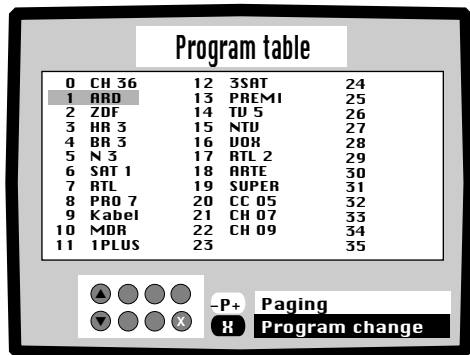 Program table
0 CH 36 12 3SAT 24
1 ARD 13 PREMI 25
2 ZDF 14 TV 5 26
3 HR 3 15 NTV 27
4 BR 3 16 VOX 28
5 N 3 17 RTL 2 29
6 SAT 1 18 ARTE 30
7 RTL 19 SUPER 31
8 PRO 7 20 CC 05 32
9 Kabel 21 CH 07 33
10 MDR 22 CH 09 34
11 1PLUS 23 35
-P+ Paging
X X Program change